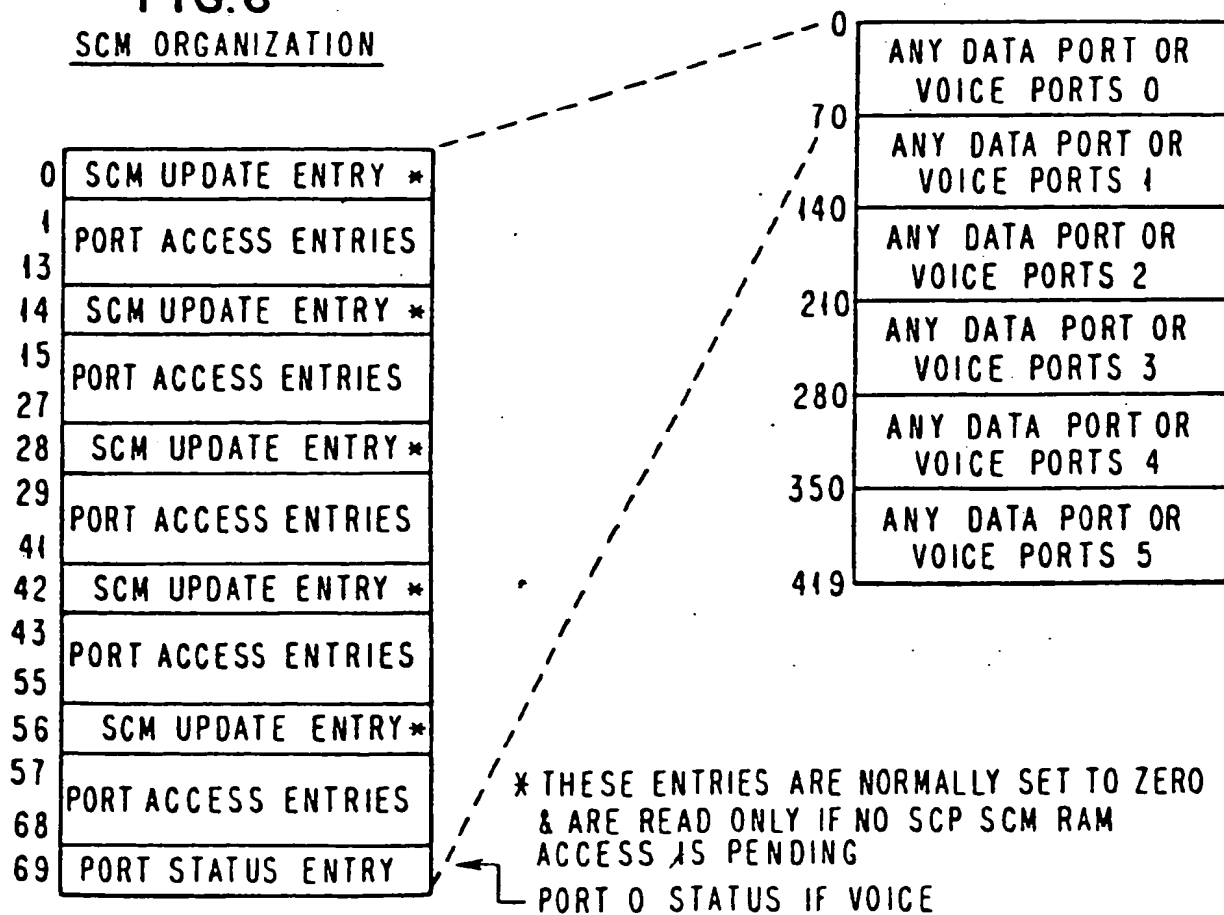 FIG.8
SCM ORGANIZATION
0 SCM UPDATE ENTRY *
1
PORT ACCESS ENTRIES
13
14 SCM UPDATE ENTRY *
15
PORT ACCESS ENTRIES
27
28 SCM UPDATE ENTRY *
29
PORT ACCESS ENTRIES
41
42 SCM UPDATE ENTRY *
43
PORT ACCESS ENTRIES
55
56 SCM UPDATE ENTRY *
57
PORT ACCESS ENTRIES
68
69 PORT STATUS ENTRY
0
ANY DATA PORT OR
VOICE PORTS 0
70
ANY DATA PORT OR
VOICE PORTS 1
140
ANY DATA PORT OR
VOICE PORTS 2
210
ANY DATA PORT OR
VOICE PORTS 3
280
ANY DATA PORT OR
VOICE PORTS 4
350
ANY DATA PORT OR
VOICE PORTS 5
419
* THESE ENTRIES ARE NORMALLY SET TO ZERO
& ARE READ ONLY IF NO SCP SCM RAM
ACCESS IS PENDING
PORT 0 STATUS IF VOICE